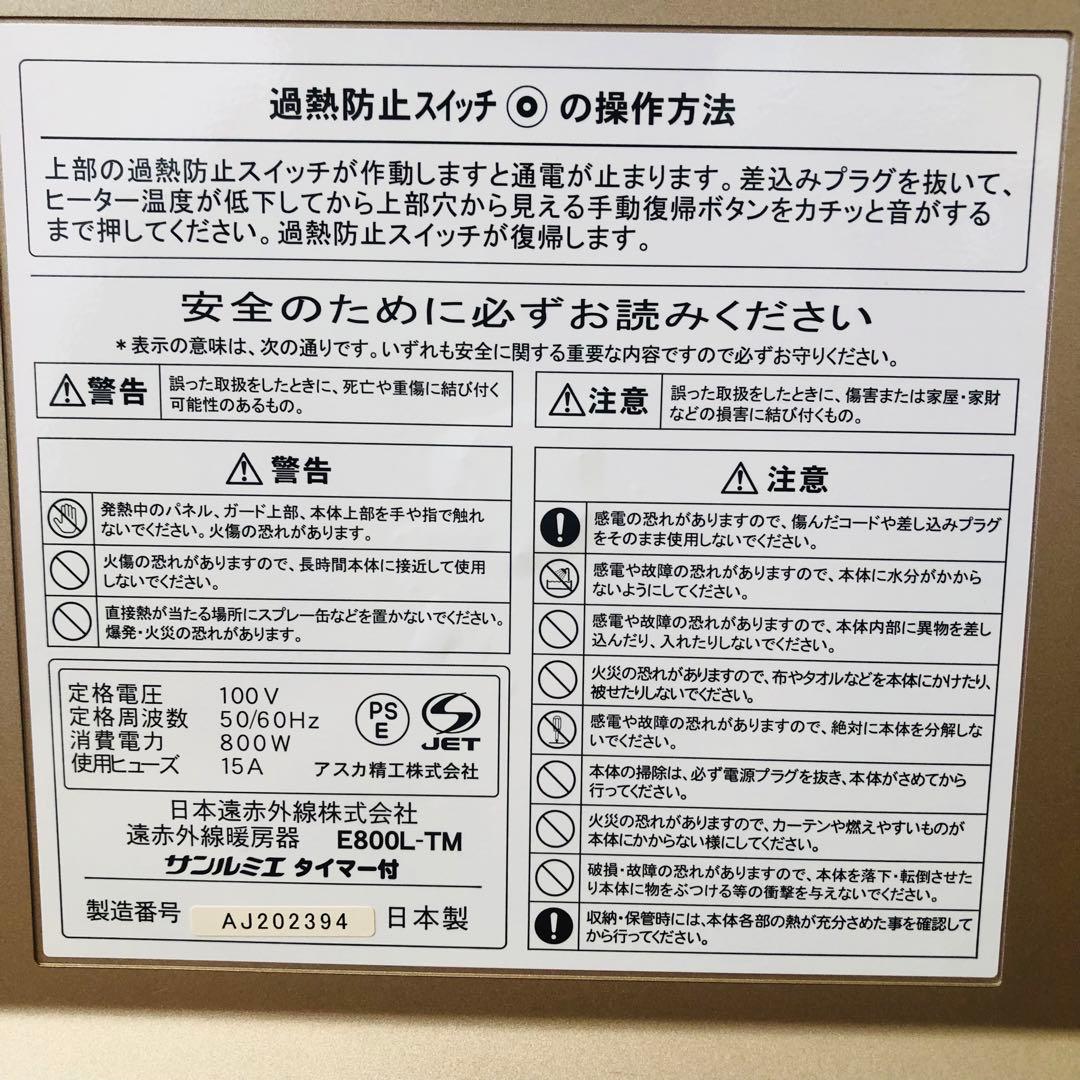 過熱防止スイッチ◎の操作方法
上部の過熱防止スイッチが作動しますと通電が止まります。差込みプラグを抜いて、
ヒーター温度が低下してから上部穴から見える手動復帰ボタンをカチッと音がする
まで押してください。過熱防止スイッチが復帰します。
安全のために必ずお読みください
*表示の意味は、次の通りです。いずれも安全に関する重要な内容ですので必ずお守りください。
警告
誤った取扱をしたときに、死亡や重傷に結び付く
可能性のあるもの。
注意
誤った取扱をしたときに、傷害または家屋・家財
などの損害に結び付くもの。
警告
発熱中のパネル、ガード上部、本体上部を手や指で触れ
ないでください。火傷の恐れがあります。
火傷の恐れがありますので、長時間本体に接近して使用
しないでください。
直接熱が当たる場所にスプレー缶などを置かないでください。
爆発・火災の恐れがあります。
定格電圧 100V
定格周波数 50/60Hz
消費電力 800W
使用ヒューズ 15A
PS
E
JET
アスカ精工株式会社
日本遠赤外線株式会社
遠赤外線暖房器 E800L-TM
サンルミエ タイマー付
製造番号 AJ202394 日本製
注意
感電の恐れがありますので、傷んだコードや差し込みプラグ
をそのまま使用しないでください。
感電や故障の恐れがありますので、本体に水分がかから
ないようにしてください。
感電や故障の恐れがありますので、本体内部に異物を差し
込んだり、入れたりしないでください。
火災の恐れがありますので、布やタオルなどを本体にかけたり、
被せたりしないでください。
感電や故障の恐れがありますので、絶対に本体を分解しな
いでください。
本体の掃除は、必ず電源プラグを抜き、本体がさめてから
行ってください。
火災の恐れがありますので、カーテンや燃えやすいものが
本体にかからない様にしてください。
破損・故障の恐れがありますので、本体を落下・転倒させた
り本体に物をぶつける等の衝撃を与えないでください。
収納・保管時には、本体各部の熱が充分さめた事を確認して
から行ってください。